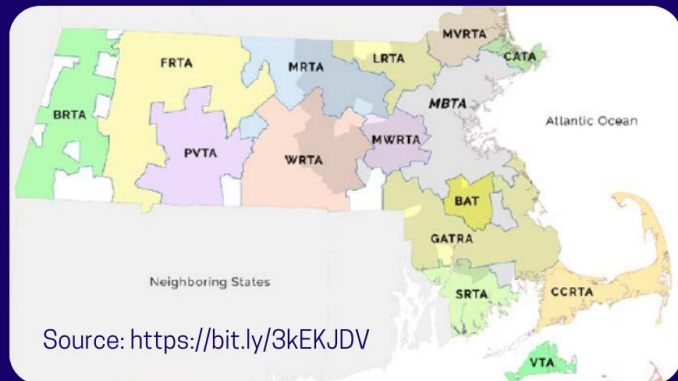 MVRTA
FRTA
MRTA
LRTA
CATA
MBTA
BRTA
Atlantic Ocean
PVTA
WRTA
MWRTA
BAT
GATRA
Neighboring States
SRTA
CCRTA
Source: https://bit.ly/3kEKJDV
VTA